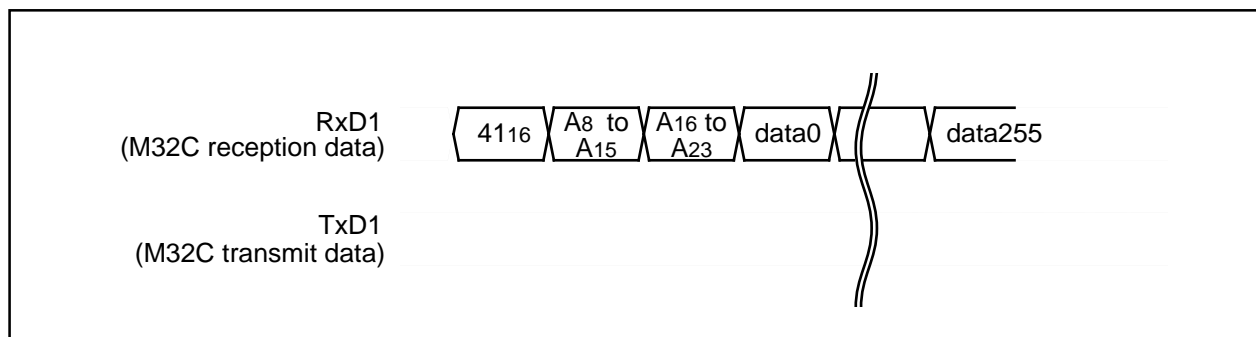 RxD1
(M32C reception data)
4116
A8 to
A15
A16 to
A23
data0
data255
TxD1
(M32C transmit data)